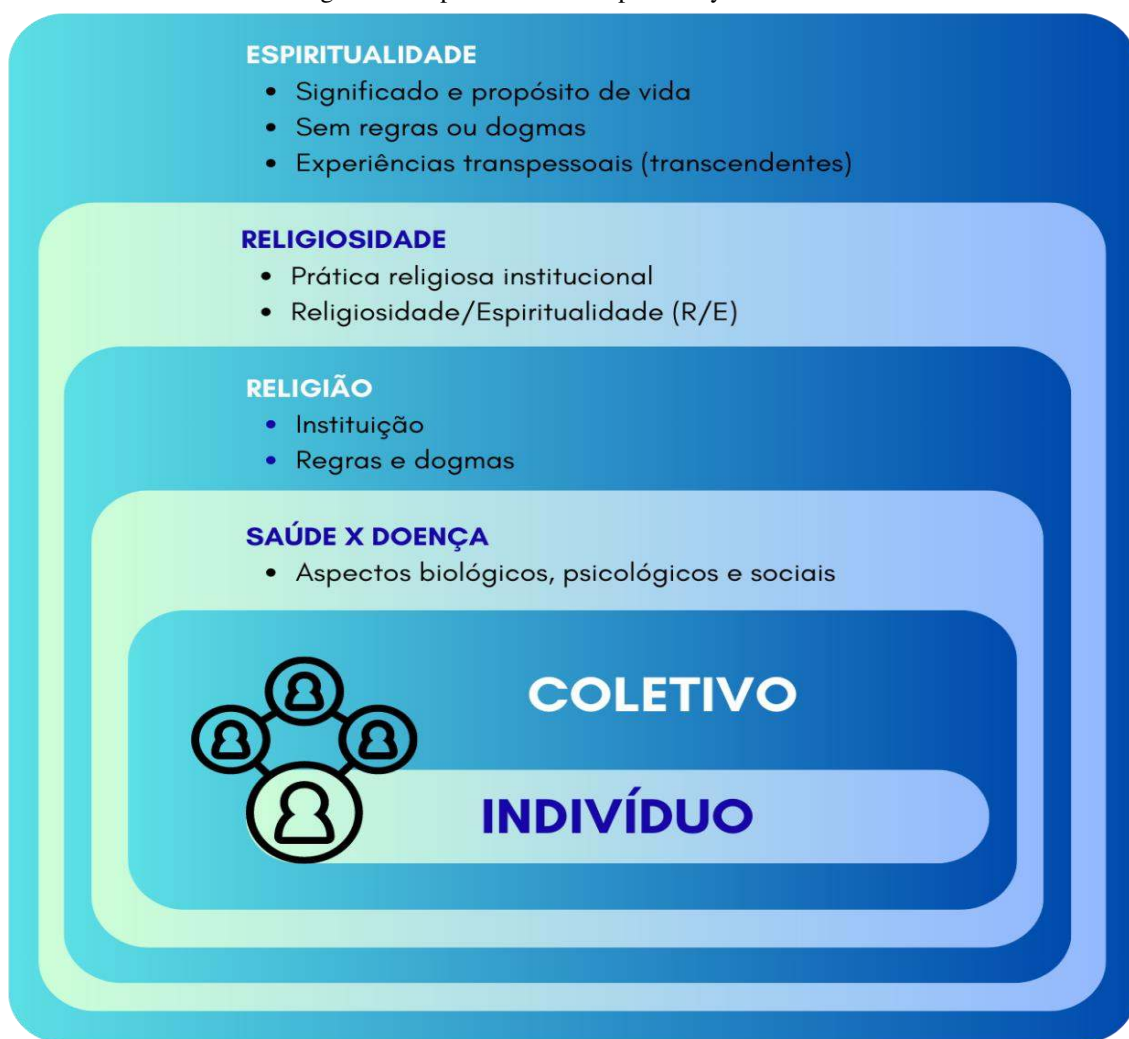 ESPIRITUALIDADE
• Significado e propósito de vida
• Sem regras ou dogmas
• Experiências transpessoais (transcendentes)
RELIGIOSIDADE
• Prática religiosa institucional
• Religiosidade/Espiritualidade (R/E)
RELIGIÃO
• Instituição
• Regras e dogmas
SAÚDE X DOENÇA
• Aspectos biológicos, psicológicos e sociais
COLETIVO
INDIVÍDUO